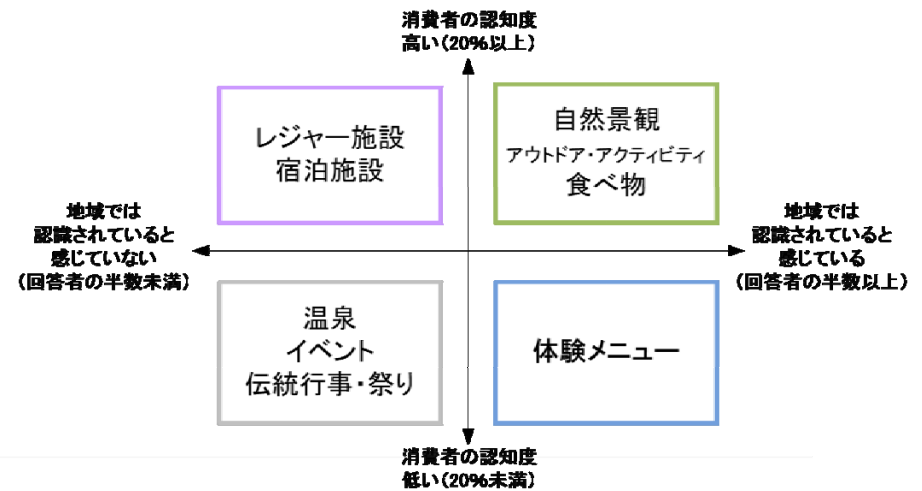 消費者の認知度
高い（20%以上）
レジャー施設
宿泊施設
自然景観
アウトドア・アクティビティ
食べ物
地域では
認識されていると
感じていない
（回答者の半数未満）
地域では
認識されていると
感じている
（回答者の半数以上）
温泉
イベント
伝統行事・祭り
体験メニュー
消費者の認知度
低い（20%未満）